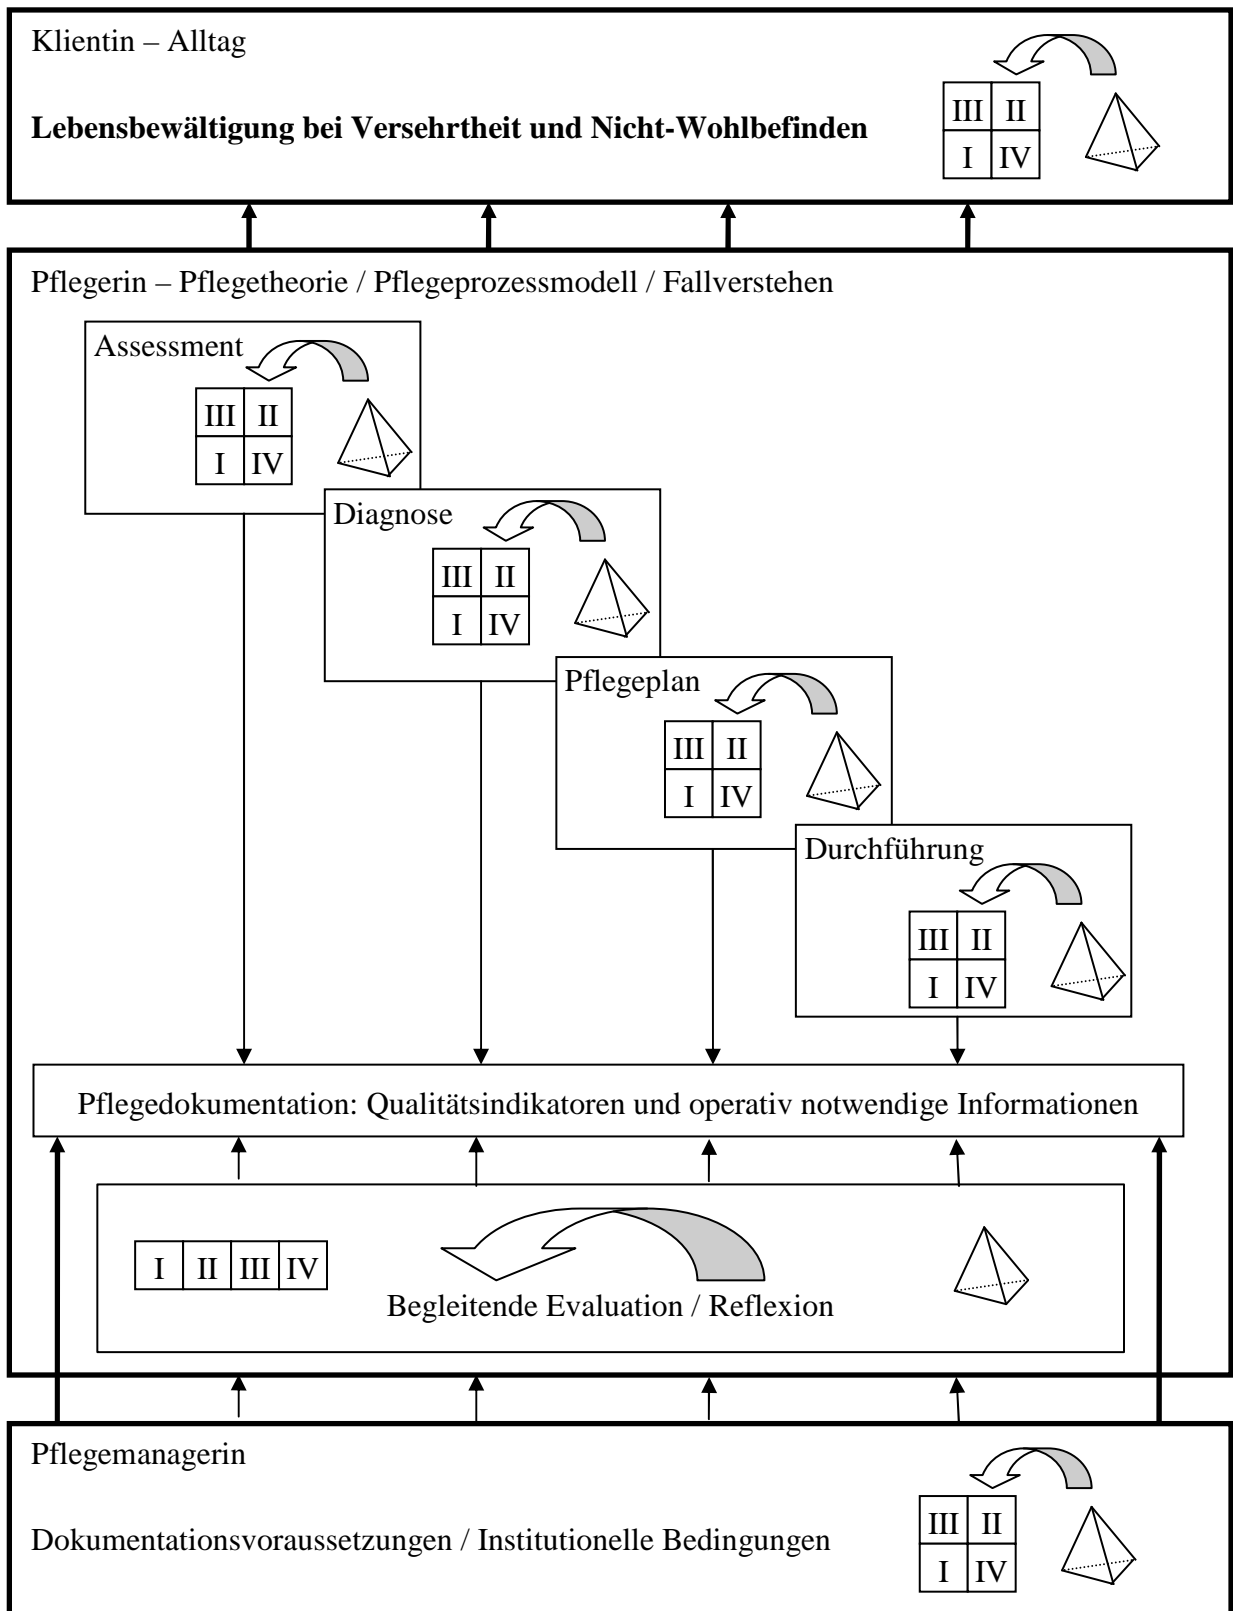 Klientin – Alltag
Lebensbewältigung bei Versehrtheit und Nicht-Wohlbefinden
III II
I IV
Pflegerin – Pflegetheorie / Pflegeprozessmodell / Fallverstehen
Assessment
III II
I IV
Diagnose
III II
I IV
Pflegeplan
III II
I IV
Durchführung
III II
I IV
Pflegedokumentation: Qualitätsindikatoren und operativ notwendige Informationen
I II III IV
Begleitende Evaluation / Reflexion
Pflegemanagerin
Dokumentationsvoraussetzungen / Institutionelle Bedingungen
III II
I IV